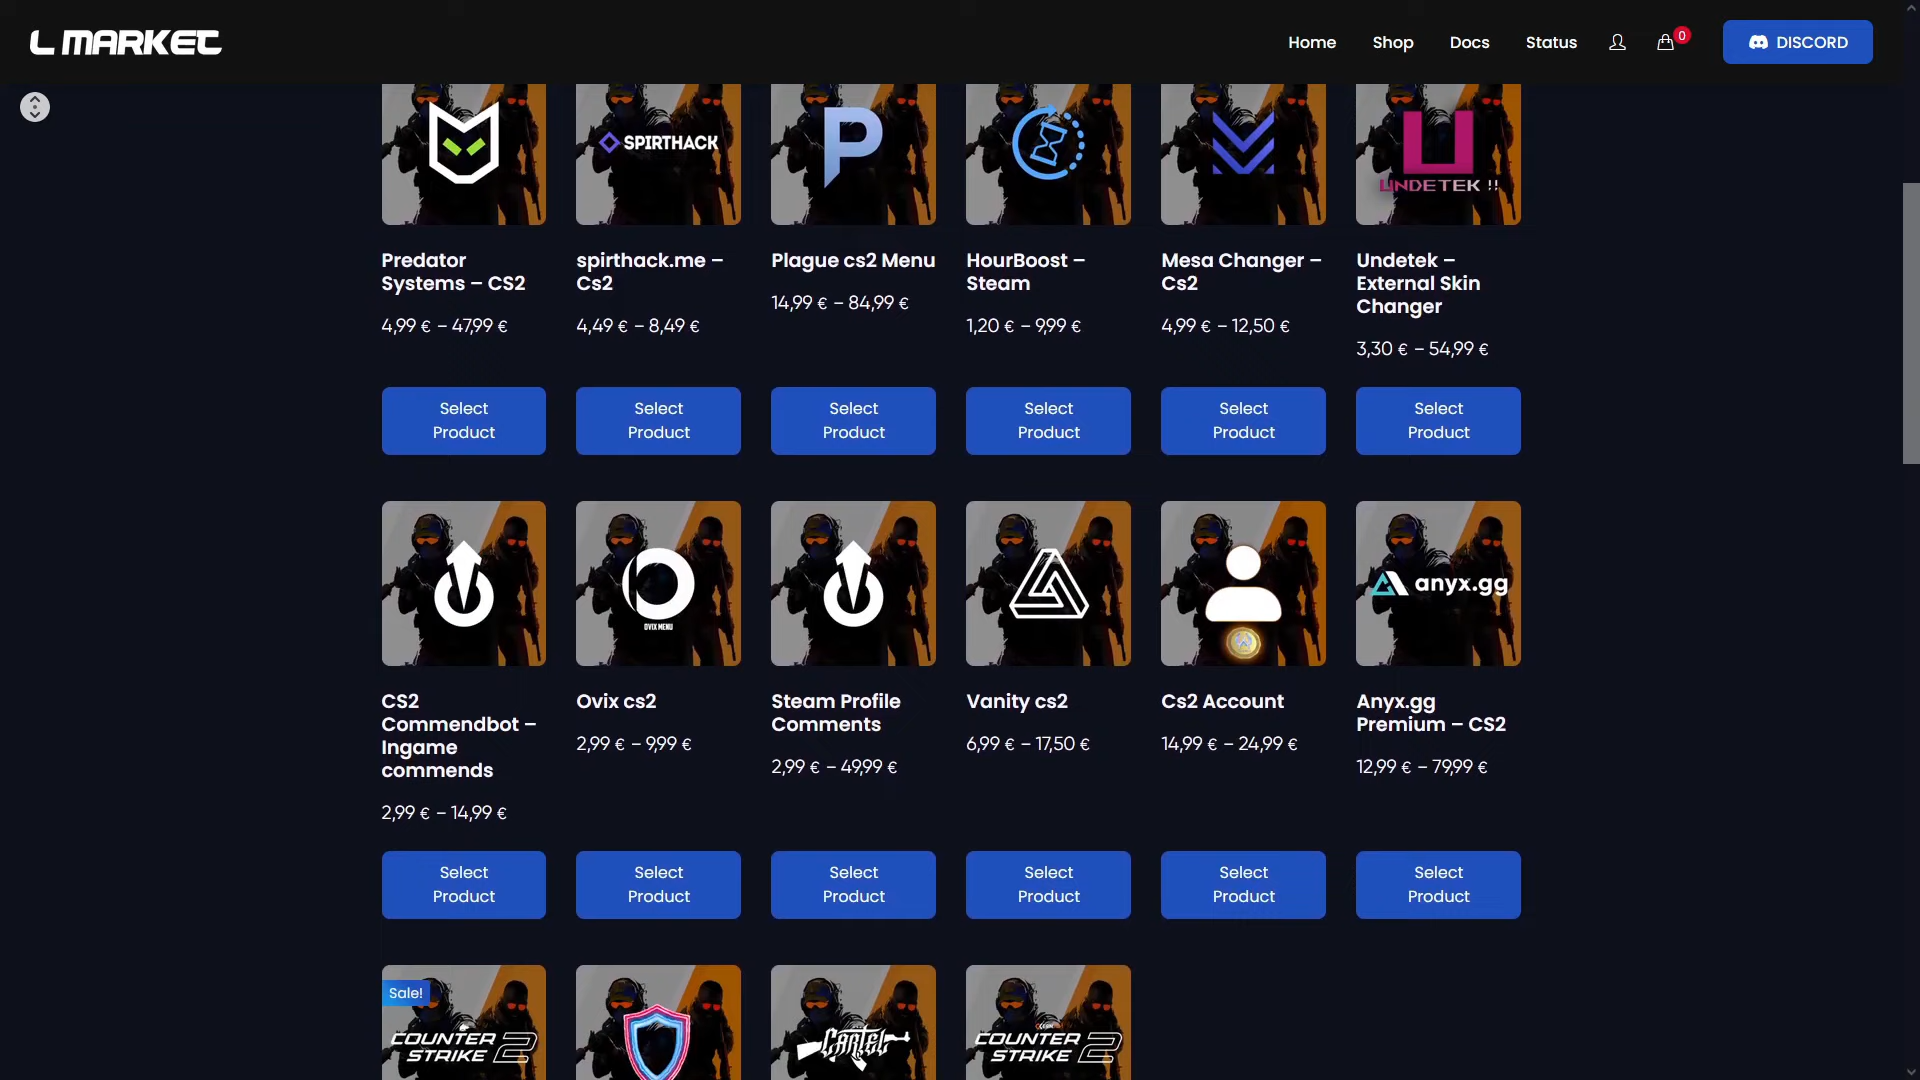 L MARKET
Home
Shop
Docs
Status
0
DISCORD
SPIRTHACK
P
U
UNDETEK !!
Predator
Systems – CS2
4,99 € – 47,99 €
spirthack.me –
Cs2
4,49 € – 8,49 €
Plague cs2 Menu
14,99 € – 84,99 €
HourBoost –
Steam
1,20 € – 9,99 €
Mesa Changer –
Cs2
4,99 € – 12,50 €
Undetek –
External Skin
Changer
3,30 € – 54,99 €
Select
Product
Select
Product
Select
Product
Select
Product
Select
Product
Select
Product
OVIX MENU
anyx.gg
CS2
Commendbot –
Ingame
commends
2,99 € – 14,99 €
Ovix cs2
2,99 € – 9,99 €
Steam Profile
Comments
2,99 € – 49,99 €
Vanity cs2
6,99 € – 17,50 €
Cs2 Account
14,99 € – 24,99 €
Anyx.gg
Premium – CS2
12,99 € – 79,99 €
Select
Product
Select
Product
Select
Product
Select
Product
Select
Product
Select
Product
Sale!
COUNTER
STRIKE 2
CARTEL
COUNTER
STRIKE 2